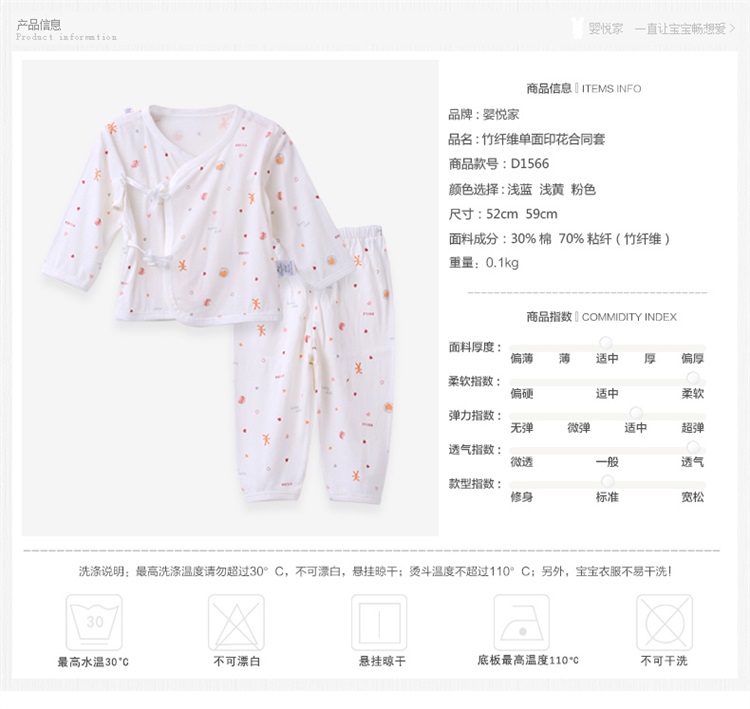 产品信息
Product information
婴悦家 一直让宝宝畅想爱 >
商品信息 ITEMS INFO
品牌：婴悦家
品名：竹纤维单面印花合同套
商品款号：D1566
颜色选择：浅蓝 浅黄 粉色
尺寸：52cm 59cm
面料成分：30% 棉 70% 粘纤（竹纤维）
重量：0.1kg
商品指数 COMMIDITY INDEX
面料厚度：
偏薄 薄 适中 厚 偏厚
柔软指数：
偏硬 适中 柔软
弹力指数：
无弹 微弹 适中 超弹
透气指数：
微透 一般 透气
款型指数：
修身 标准 宽松
洗涤说明：最高洗涤温度请勿超过30°C，不可漂白，悬挂晾干；烫斗温度不超过110°C；另外，宝宝衣服不易干洗！
30
最高水温30°C 不可漂白 悬挂晾干 底板最高温度110°C 不可干洗